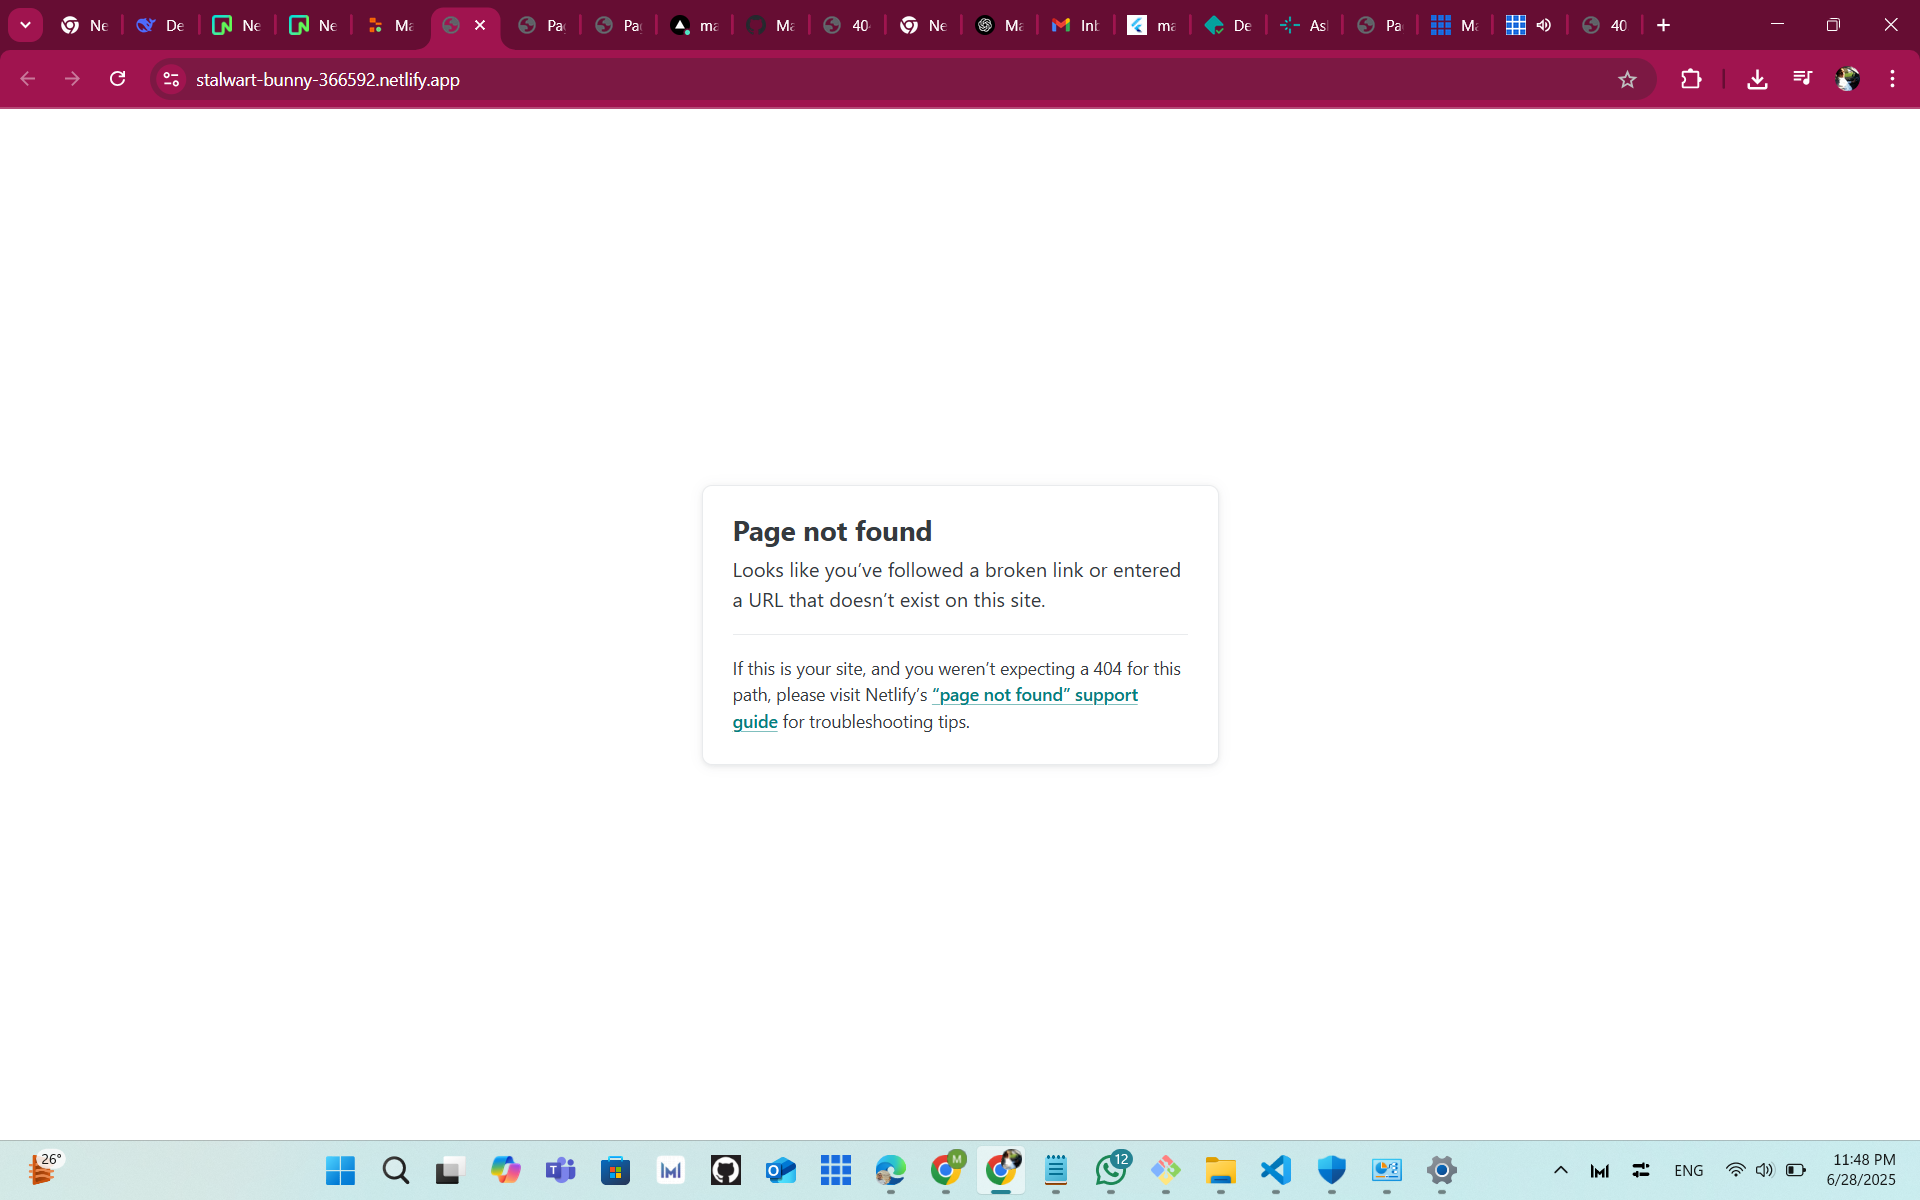 Ne
De
Ne
Ne
Ma
Pa
Pa
ma
Ma
40
Ne
Ma
Inb
ma
De
As
Pa
Ma
40
stalwart-bunny-366592.netlify.app
Page not found
Looks like you’ve followed a broken link or entered
a URL that doesn’t exist on this site.
If this is your site, and you weren’t expecting a 404 for this
path, please visit Netlify’s “page not found” support
guide for troubleshooting tips.
26°
M
12
ENG
11:48 PM
6/28/2025